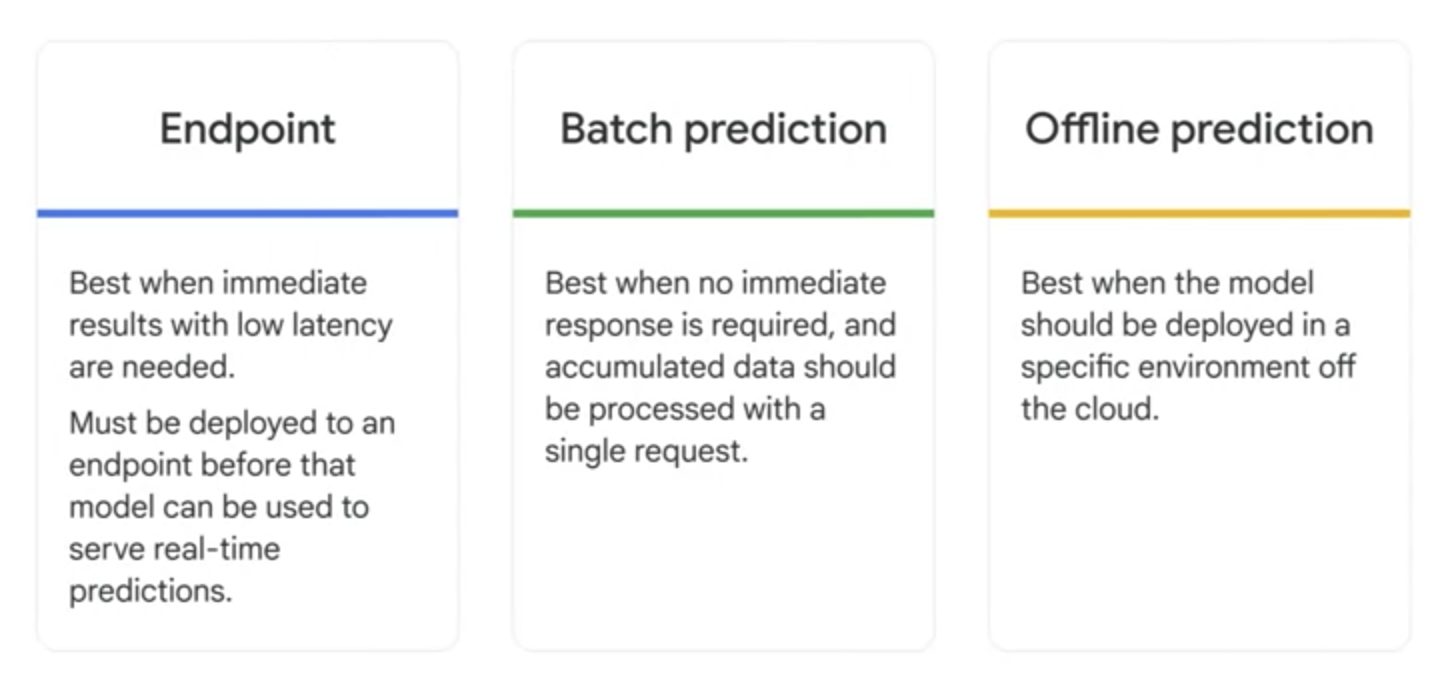 Endpoint
Best when immediate
results with low latency
are needed.
Must be deployed to an
endpoint before that
model can be used to
serve real-time
predictions.
Batch prediction
Best when no immediate
response is required, and
accumulated data should
be processed with a
single request.
Offline prediction
Best when the model
should be deployed in a
specific environment off
the cloud.